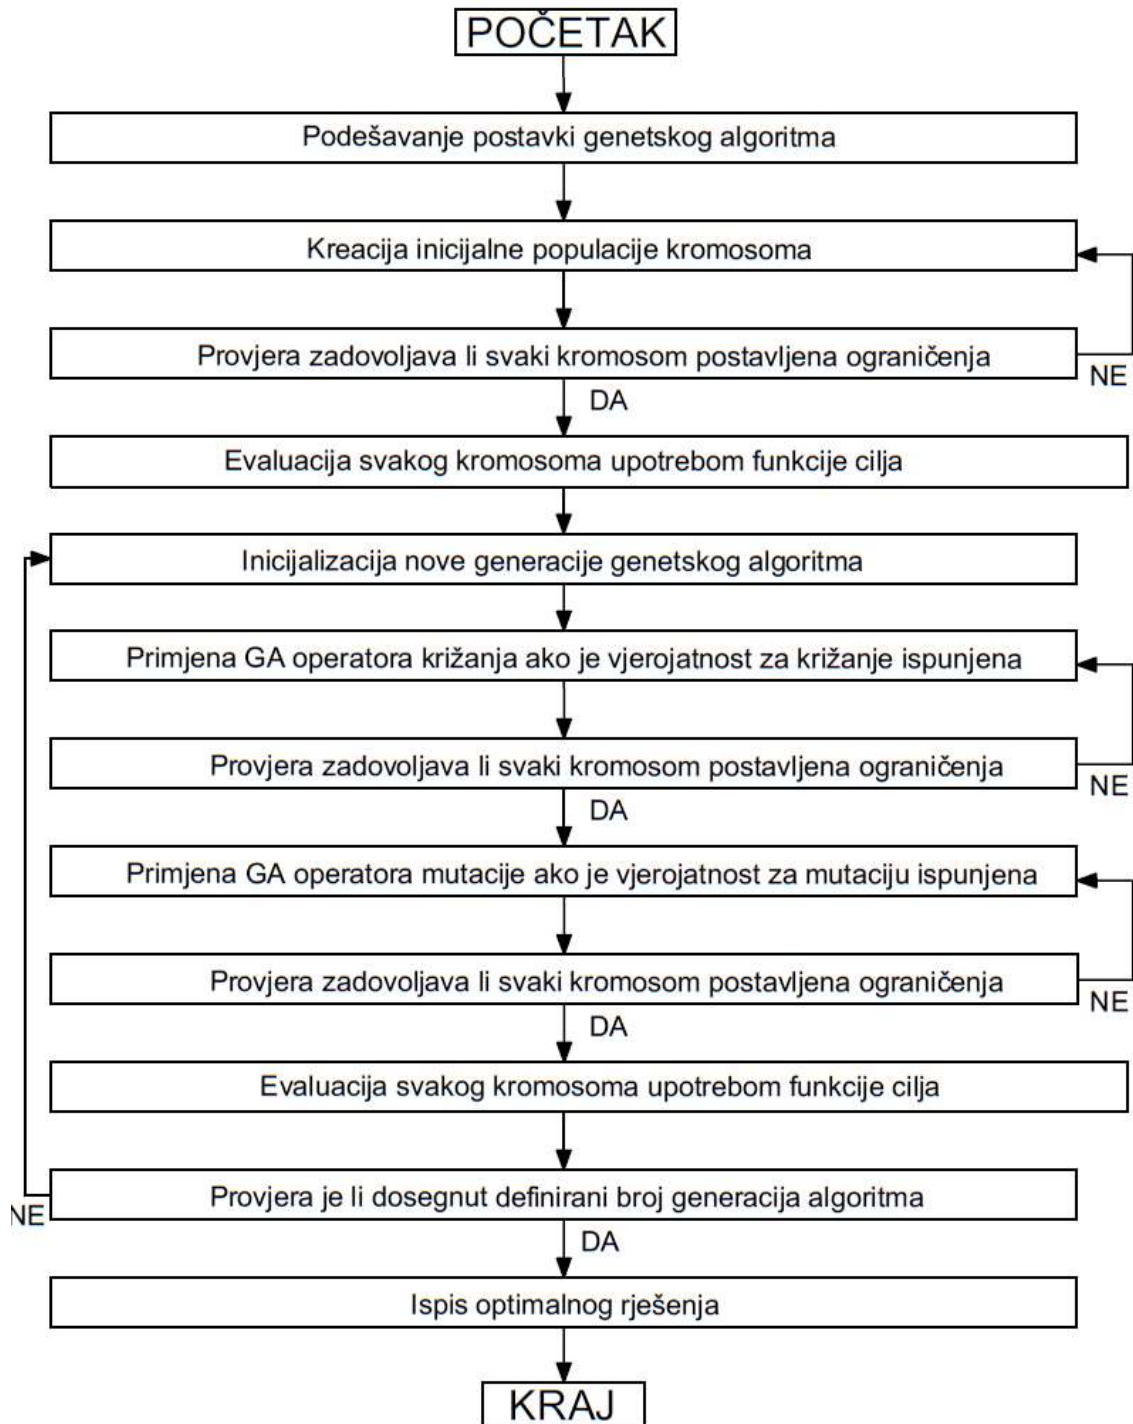 POČETAK
Podešavanje postavki genetskog algoritma
Kreacija inicijalne populacije kromosoma
Provjera zadovoljava li svaki kromosom postavljena ograničenja
NE
DA
Evaluacija svakog kromosoma upotrebom funkcije cilja
Inicijalizacija nove generacije genetskog algoritma
Primjena GA operatora križanja ako je vjerojatnost za križanje ispunjena
Provjera zadovoljava li svaki kromosom postavljena ograničenja
NE
DA
Primjena GA operatora mutacije ako je vjerojatnost za mutaciju ispunjena
Provjera zadovoljava li svaki kromosom postavljena ograničenja
NE
DA
Evaluacija svakog kromosoma upotrebom funkcije cilja
Provjera je li dosegnut definirani broj generacija algoritma
NE
DA
Ispis optimalnog rješenja
KRAJ